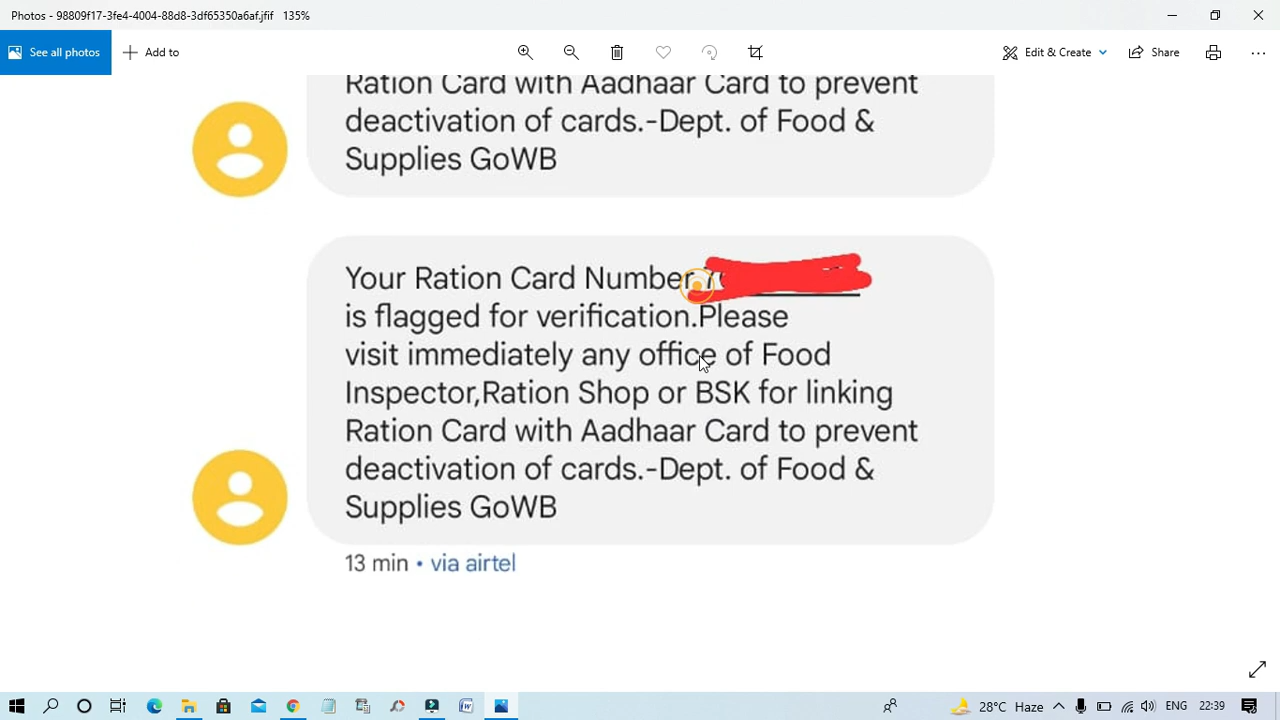 Photos - 98809f17-3fe4-4004-88d8-3df65350a6af.jfif 135%
See all photos
Add to
Edit & Create
Share
Ration Card with Aadhaar Card to prevent
deactivation of cards.-Dept. of Food &
Supplies GoWB
Your Ration Card Number
is flagged for verification.Please
visit immediately any office of Food
Inspector,Ration Shop or BSK for linking
Ration Card with Aadhaar Card to prevent
deactivation of cards.-Dept. of Food &
Supplies GoWB
13 min • via airtel
28°C Haze
ENG